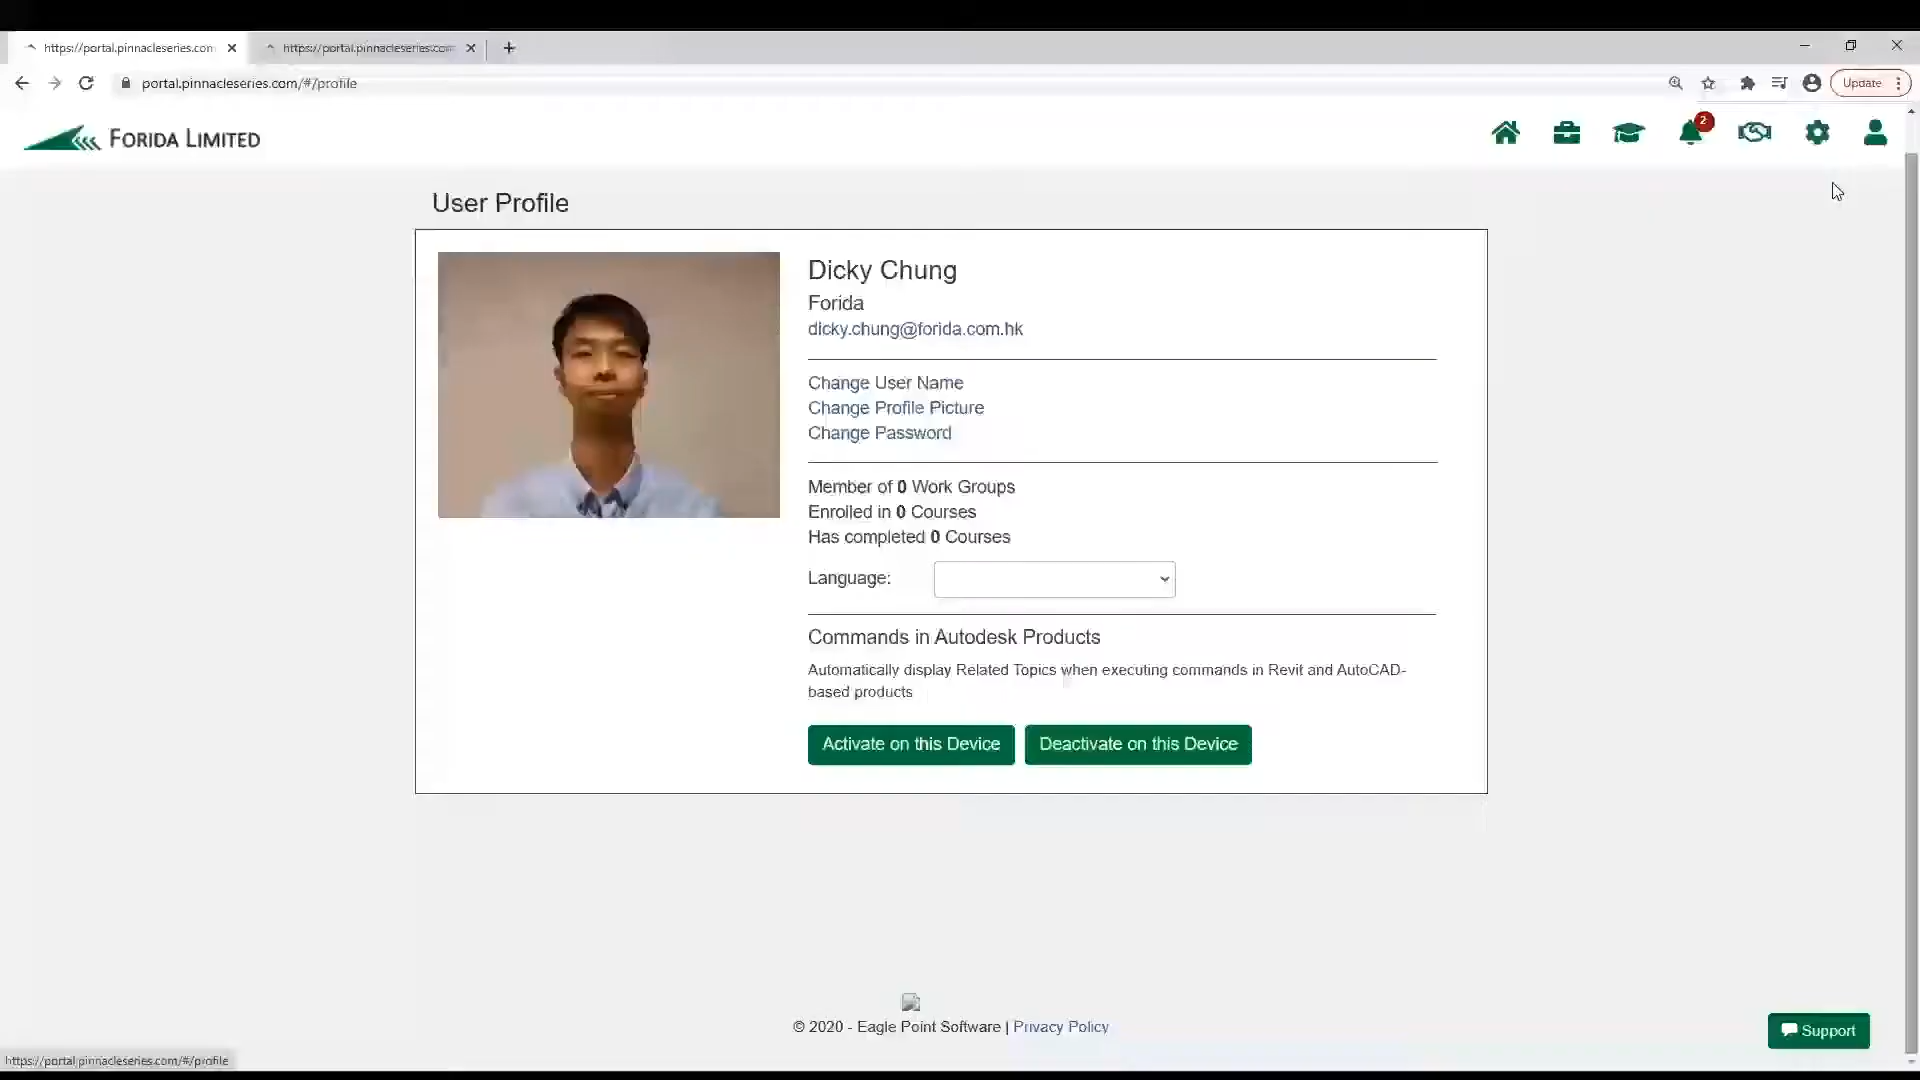 https://portal.pinnacleseries.com
https://portal.pinnacleseries.com
portal.pinnacleseries.com/#/profile
Update
FORIDA LIMITED
2
User Profile
Dicky Chung
Forida
dicky.chung@forida.com.hk
Change User Name
Change Profile Picture
Change Password
Member of 0 Work Groups
Enrolled in 0 Courses
Has completed 0 Courses
Language:
Commands in Autodesk Products
Automatically display Related Topics when executing commands in Revit and AutoCAD-
based products
Activate on this Device
Deactivate on this Device
© 2020 - Eagle Point Software | Privacy Policy
Support
https://portal.pinnacleseries.com/#/profile